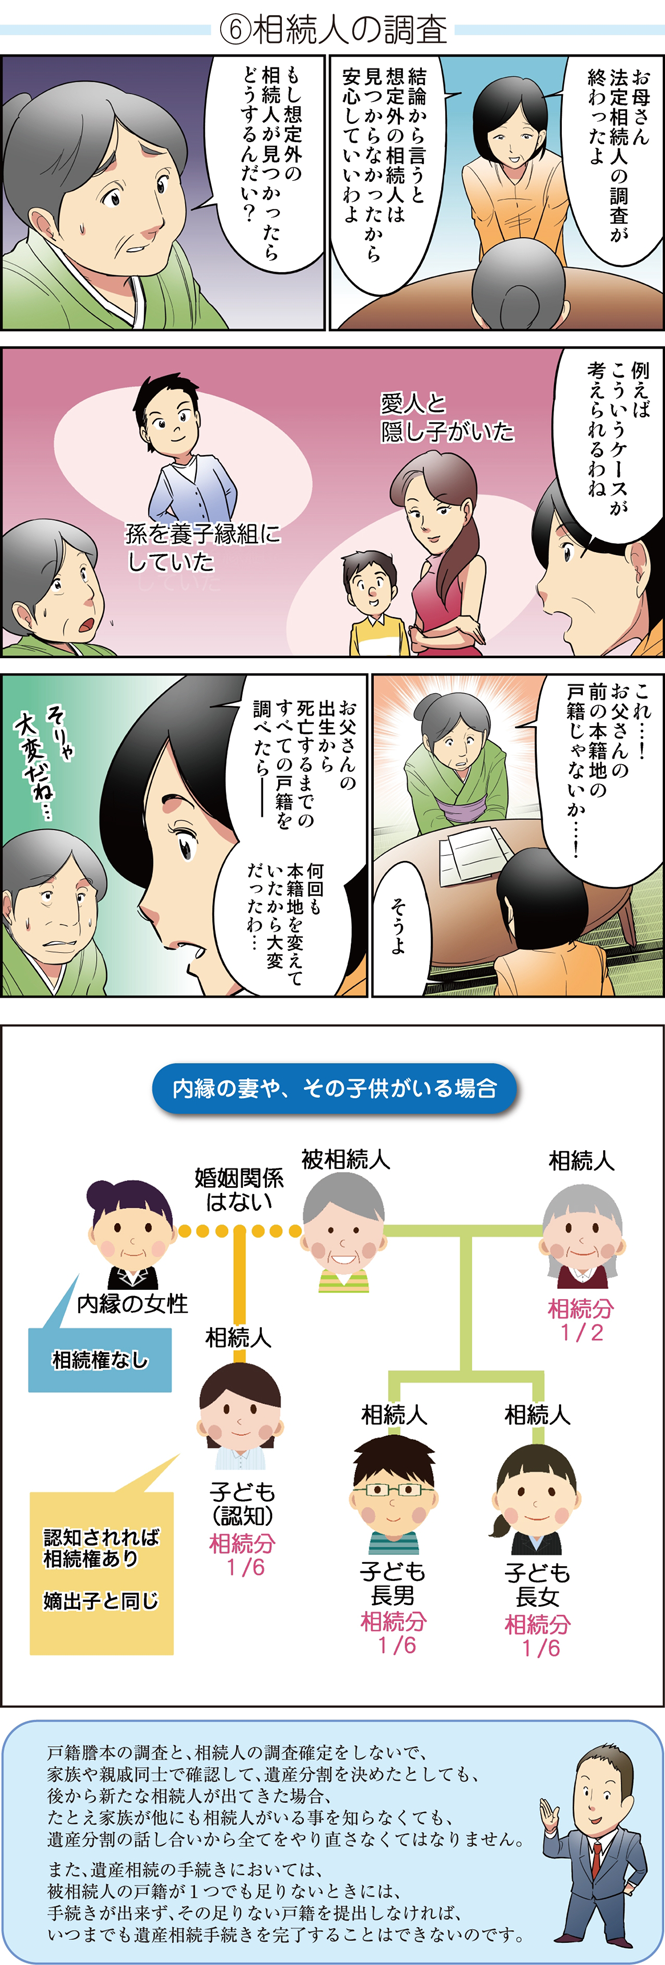 ⑥相続人の調査
お母さん
法定相続人の調査が
終わったよ
結論から言うと
想定外の相続人は
見つからなかったから
安心していいわよ
もし想定外の
相続人が見つかったら
どうするんだい？
例えば
こういうケースが
考えられるわね
愛人と
隠し子がいた
孫を養子縁組に
していた
していた
これ…！
お父さんの
前の本籍地の
戸籍じゃないか…！
そうよ
お父さんの
出生から
死亡するまでの
すべての戸籍を
調べたら――
何回も
本籍地を変えて
いたから大変
だったわ…
そりゃ
大変だね…
内縁の妻や、その子供がいる場合
婚姻関係
はない
被相続人
相続人
内縁の女性
相続分
1/2
相続権なし
相続人
子ども
（認知）
相続分
1/6
相続人
子ども
長男
相続分
1/6
相続人
子ども
長女
相続分
1/6
認知されれば
相続権あり
嫡出子と同じ
戸籍謄本の調査と、相続人の調査確定をしないで、
家族や親戚同士で確認して、遺産分割を決めたとしても、
後から新たな相続人が出てきた場合、
たとえ家族が他にも相続人がいる事を知らなくても、
遺産分割の話し合いから全てをやり直さなくてはなりません。
また、遺産相続の手続きにおいては、
被相続人の戸籍が１つでも足りないときには、
手続きが出来ず、その足りない戸籍を提出しなければ、
いつまでも遺産相続手続きを完了することはできないのです。